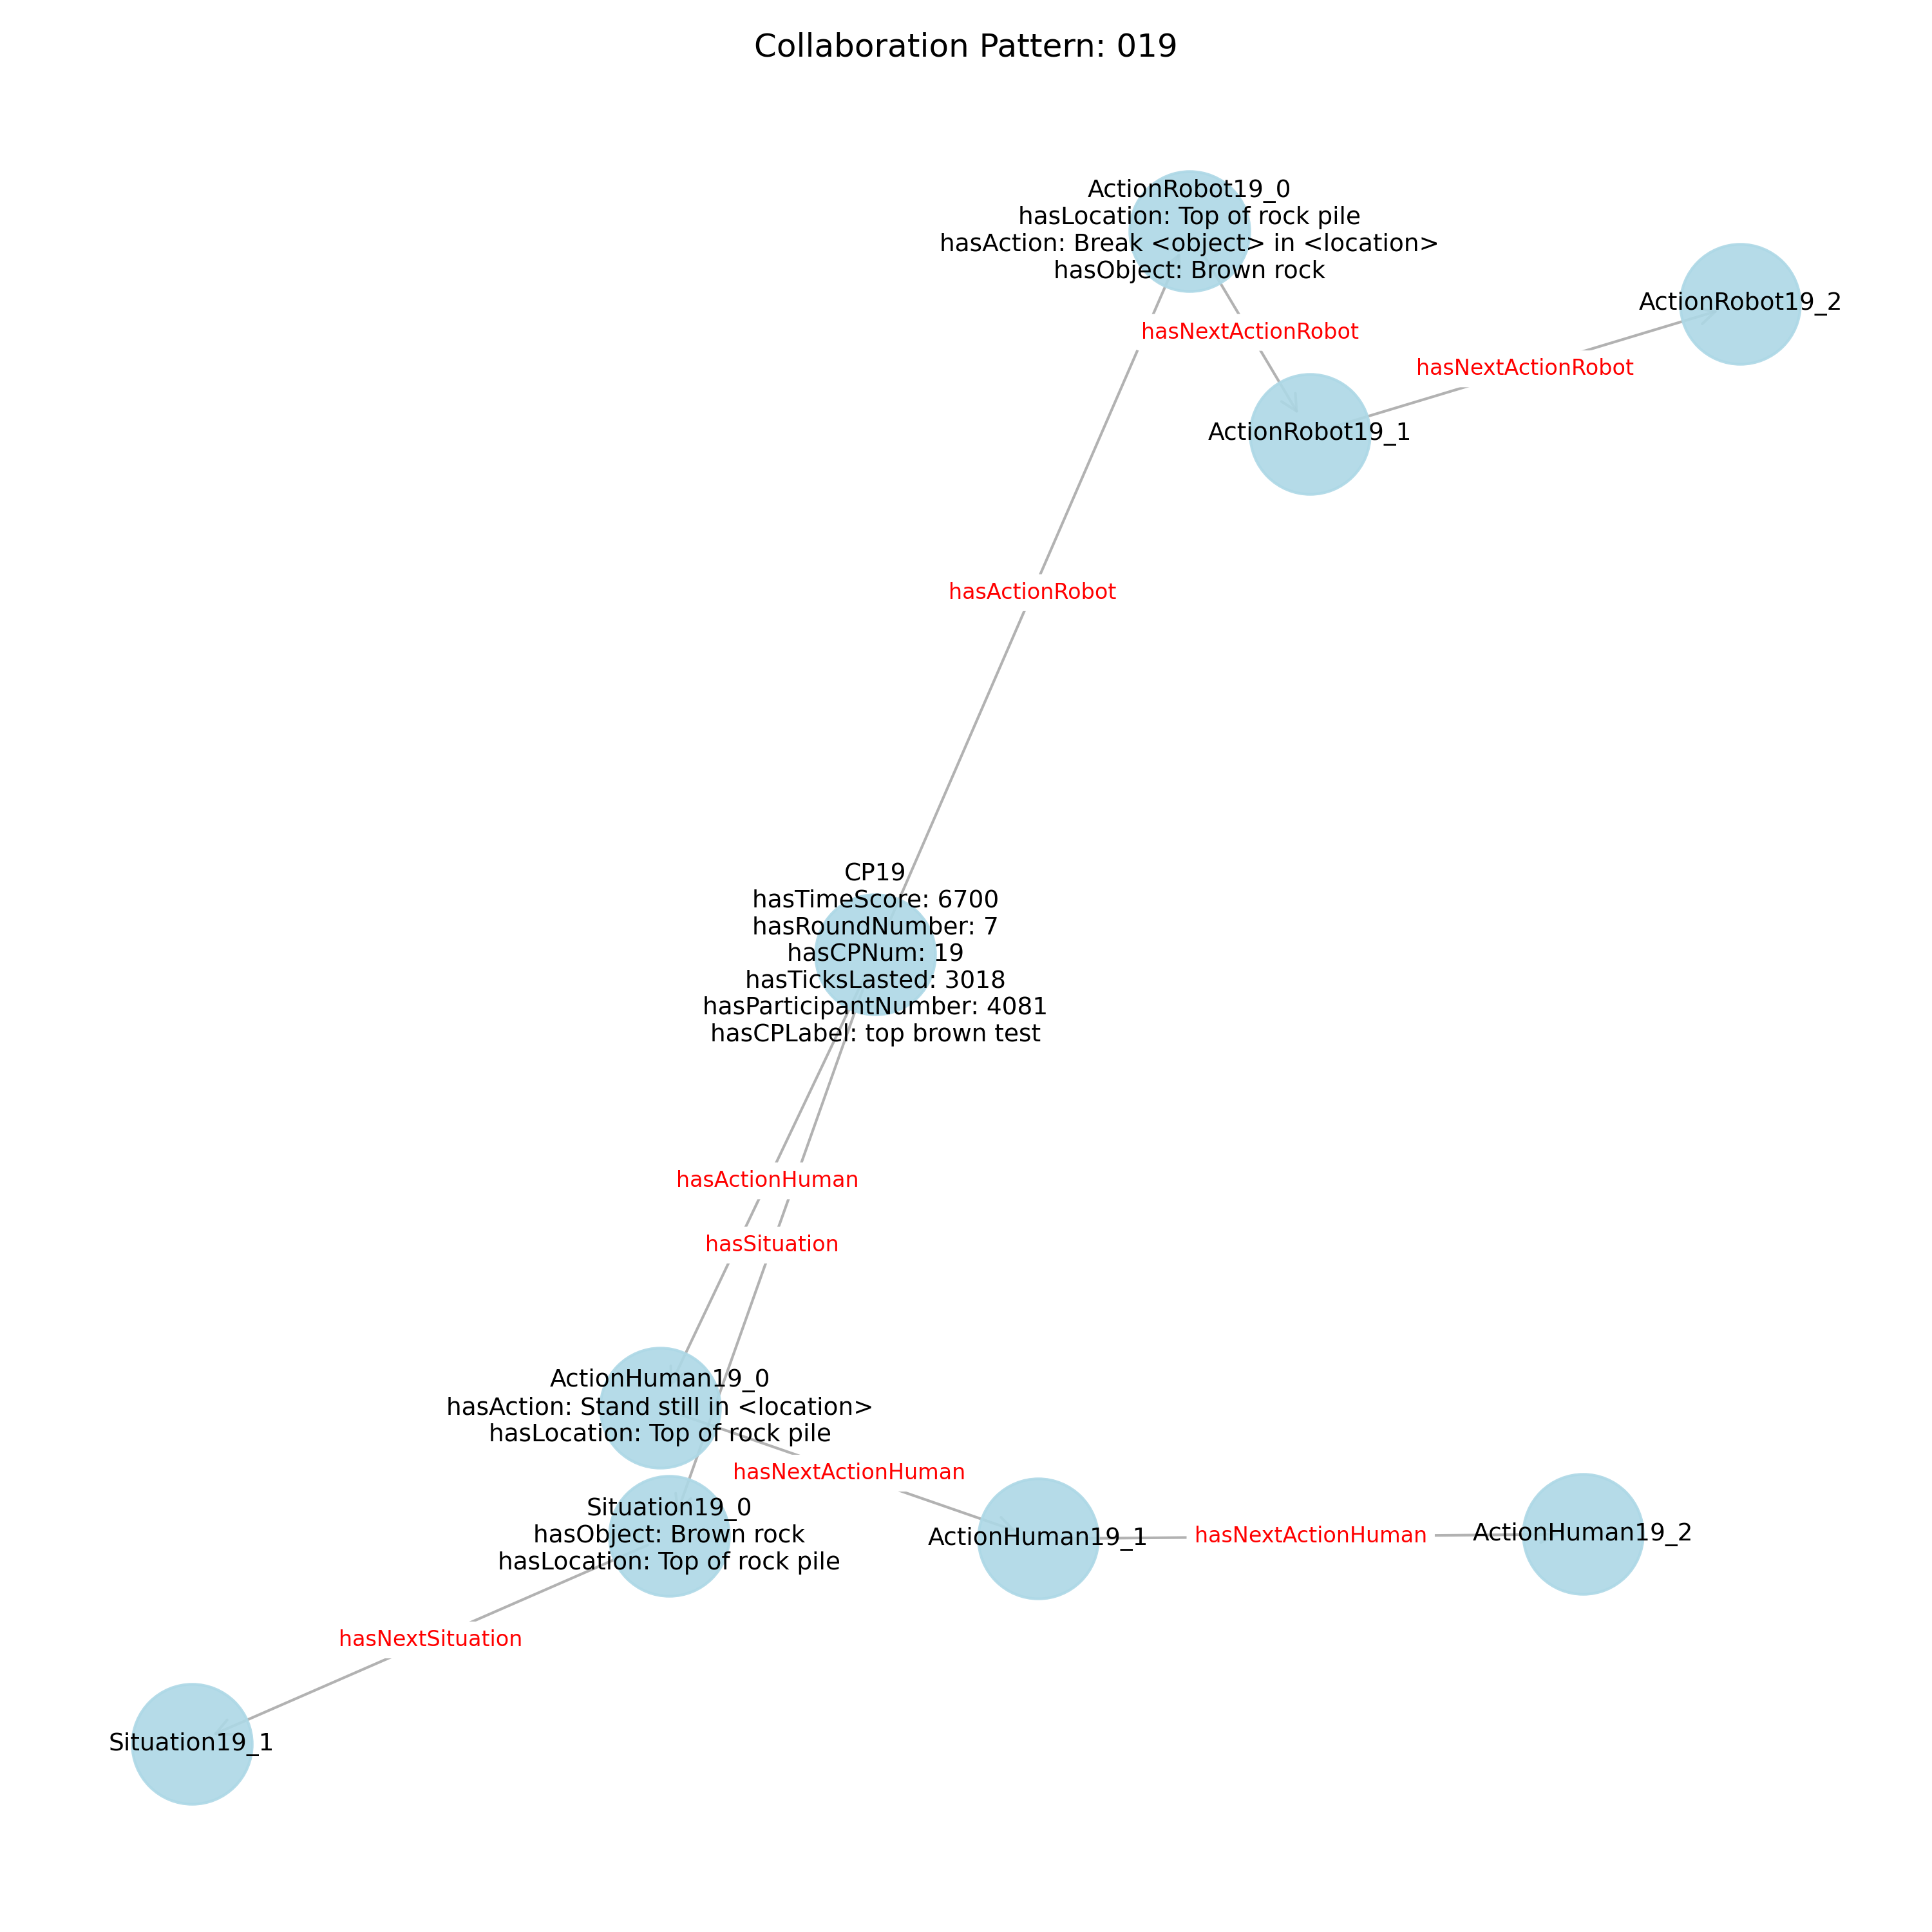 Collaboration Pattern: 019
ActionRobot19_0
hasLocation: Top of rock pile
hasAction: Break <object> in <location>
hasObject: Brown rock
ActionRobot19_2
hasNextActionRobot
hasNextActionRobot
ActionRobot19_1
hasActionRobot
CP19
hasTimeScore: 6700
hasRoundNumber: 7
hasCPNum: 19
hasTicksLasted: 3018
hasParticipantNumber: 4081
hasCPLabel: top brown test
hasActionHuman
hasSituation
ActionHuman19_0
hasAction: Stand still in <location>
hasLocation: Top of rock pile
hasNextActionHuman
Situation19_0
hasObject: Brown rock
hasLocation: Top of rock pile
ActionHuman19_1
hasNextActionHuman
ActionHuman19_2
hasNextSituation
Situation19_1